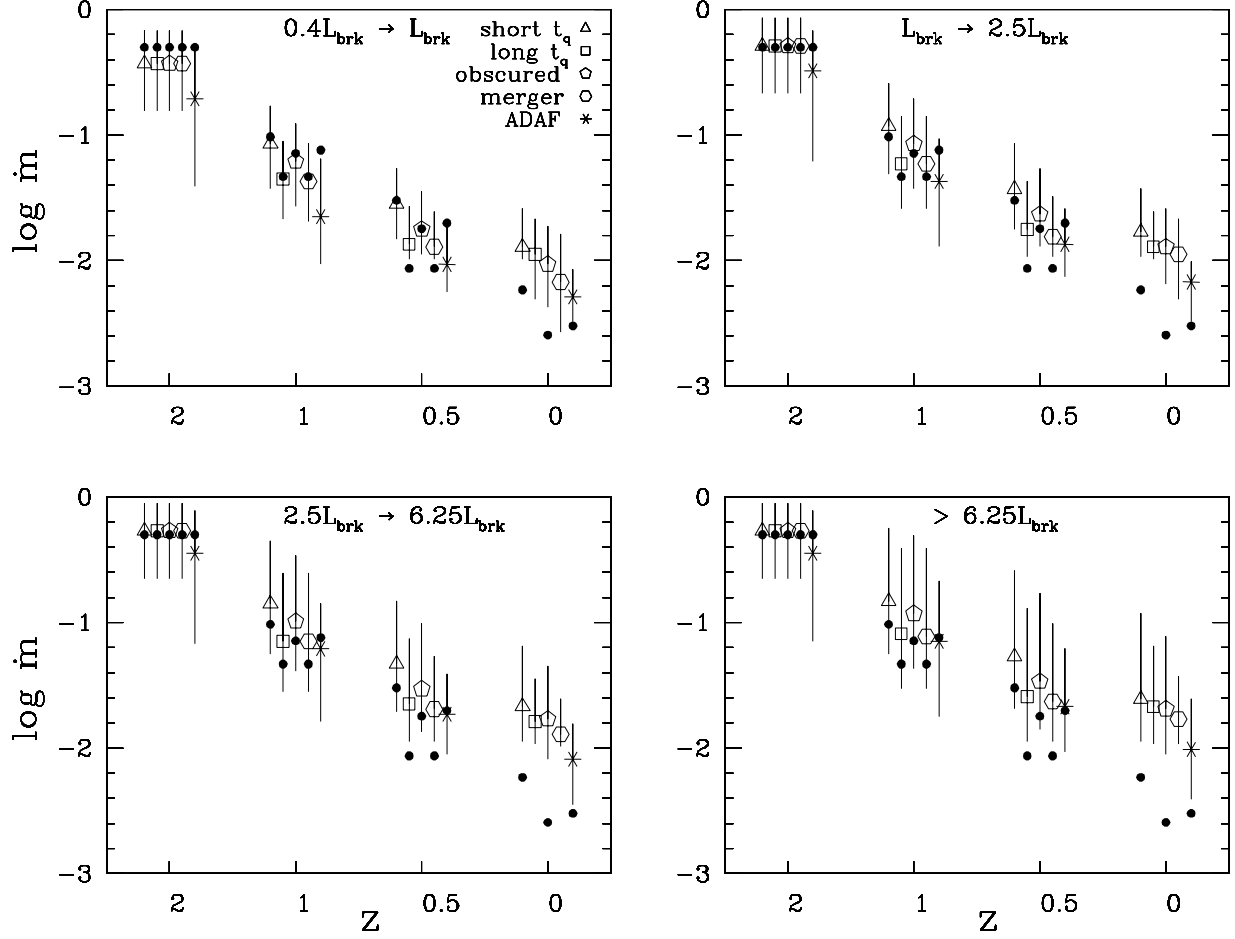 0.4L_brk → L_brk
short t_q △
long t_q □
obscured ⬠
merger ⬡
ADAF ✳
0
−1
−2
−3
log ṁ
2 1 0.5 0
L_brk → 2.5L_brk
0
−1
−2
−3
2 1 0.5 0
2.5L_brk → 6.25L_brk
0
−1
−2
−3
log ṁ
2 1 0.5 0
z
> 6.25L_brk
0
−1
−2
−3
2 1 0.5 0
z